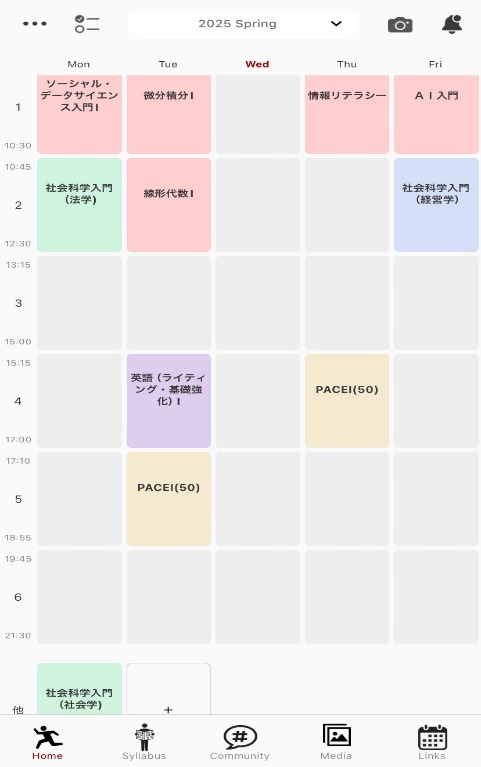 2025 Spring
Mon Tue Wed Thu Fri
1
ソーシャル・
データサイエン
ス入門Ⅰ
微分積分Ⅰ
情報リテラシー
ＡＩ入門
10:30
10:45
2
社会科学入門
（法学）
線形代数Ⅰ
社会科学入門
（経営学）
12:30
13:15
3
15:00
15:15
4
英語（ライティ
ング・基礎強
化）Ⅰ
PACEⅠ(50)
17:00
17:10
5
PACEⅠ(50)
18:55
19:45
6
21:30
他
社会科学入門
（社会学）
+
Home Syllabus Community Media Links